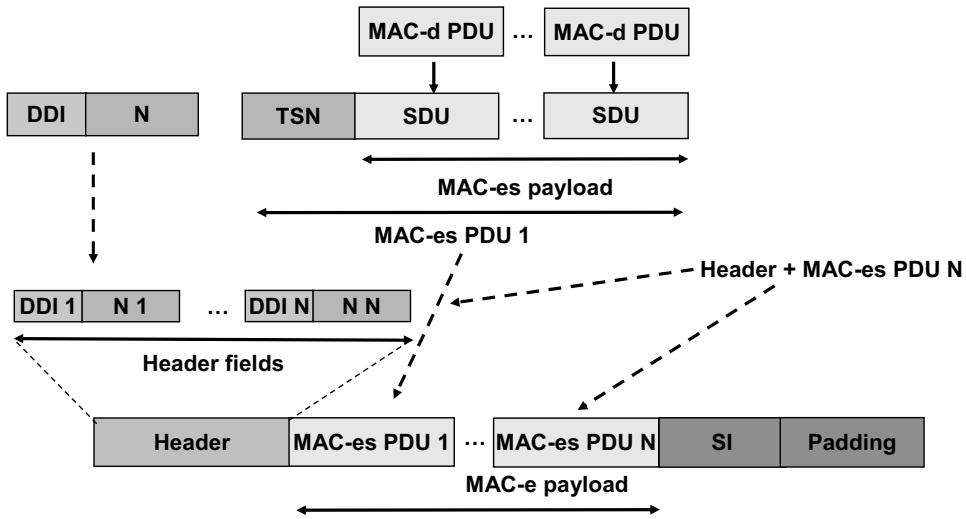 MAC-d PDU ... MAC-d PDU
DDI N
TSN SDU ... SDU
MAC-es payload
MAC-es PDU 1
Header + MAC-es PDU N
DDI 1 N 1 ... DDI N N N
Header fields
Header MAC-es PDU 1 ... MAC-es PDU N SI Padding
MAC-e payload